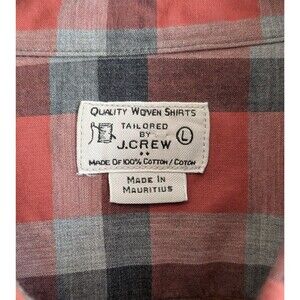 QUALITY WOVEN SHIRTS
TAILORED
BY
J.CREW
L
MADE OF 100% COTTON / COTON
MADE IN
MAURITIUS